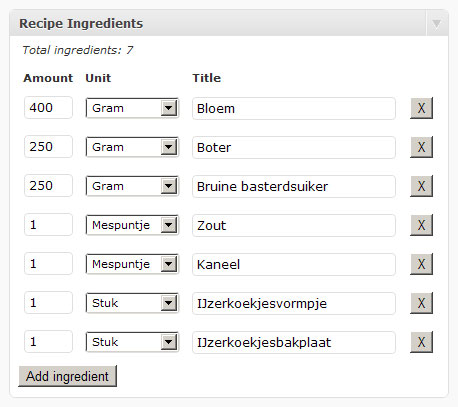 Recipe Ingredients
Total ingredients: 7
Amount Unit Title
400 Gram Bloem X
250 Gram Boter X
250 Gram Bruine basterdsuiker X
1 Mespuntje Zout X
1 Mespuntje Kaneel X
1 Stuk IJzerkoekjesvormpje X
1 Stuk IJzerkoekjesbakplaat X
Add ingredient